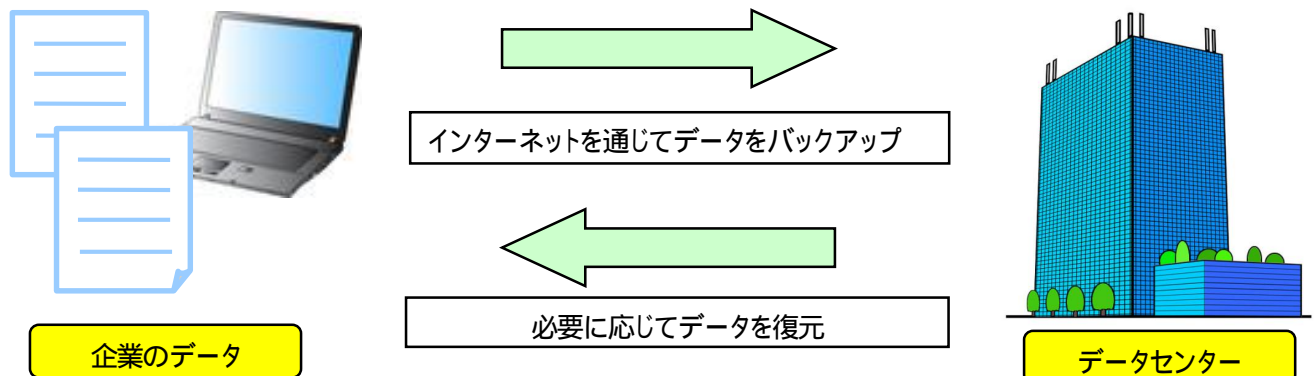 インターネットを通じてデータをバックアップ
必要に応じてデータを復元
企業のデータ
データセンター